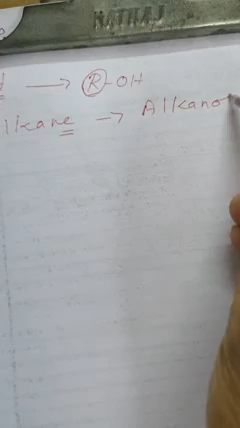 NATRAJ
→ R-OH
lkane → Alkano